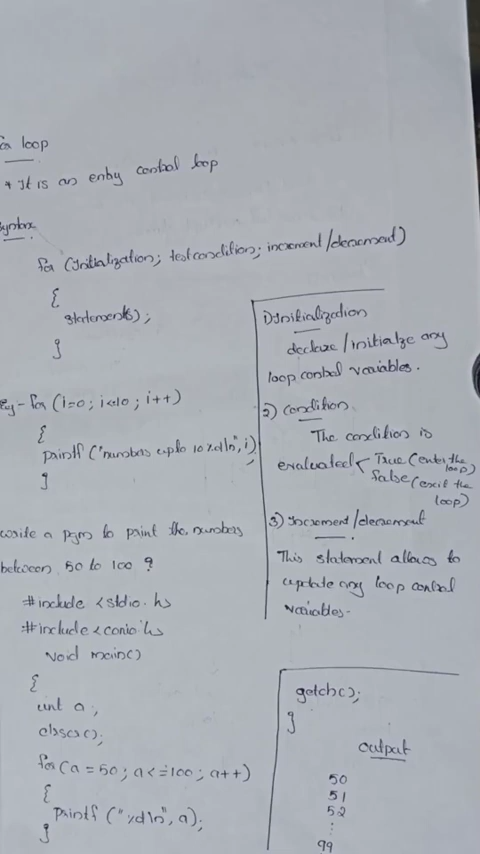 for loop
* It is an entry control loop
Syntax
for (Initialization; test condition; increment/decrement)
{
statements);
}
Eg - for (i=0; i<10; i++)
{
printf ("numbers upto 10 %d\n", i);
}
write a pgm to print the numbers
between 50 to 100 ?
#include <stdio.h>
#include <conio.h>
void main()
{
int a;
clrscr();
for (a = 50; a<=100; a++)
{
printf ("%d\n", a);
}
1) Initialization
declare / initialize any
loop control variables.
2) Condition
The condition is
evaluated < True (enter the loop)
false (exit the loop)
3) Increment/decrement
This statement allows to
update any loop control
variables.
getch();
}
output
50
51
52
⋮
99